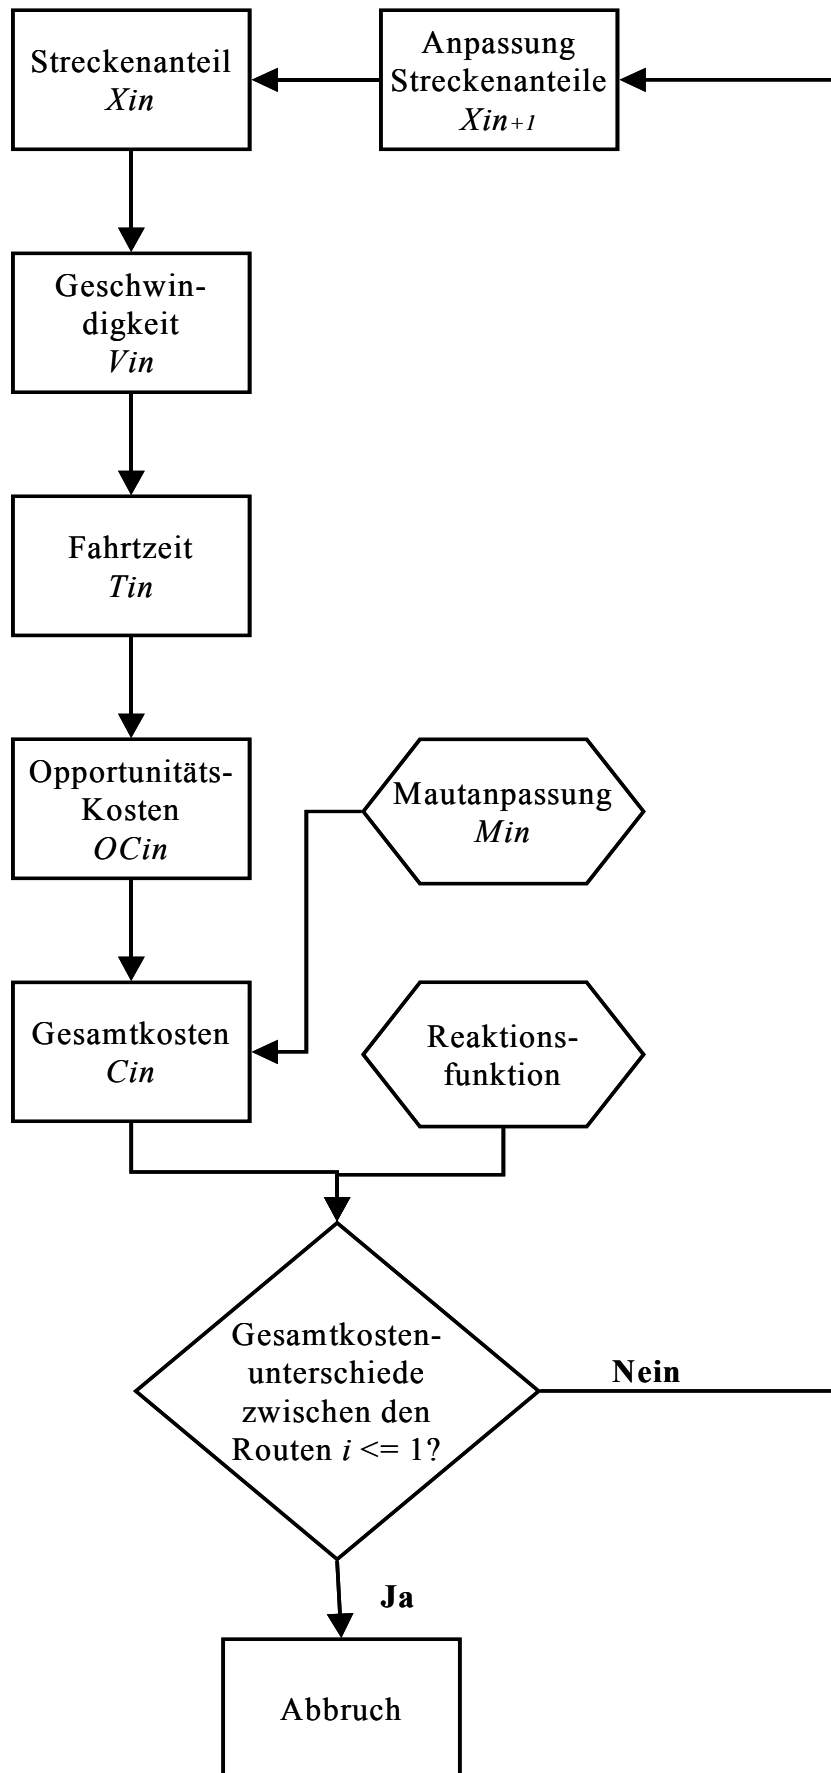 Streckenanteil
Xin
Anpassung
Streckenanteile
Xin+1
Geschwin-
digkeit
Vin
Fahrtzeit
Tin
Opportunitäts-
Kosten
OCin
Mautanpassung
Min
Gesamtkosten
Cin
Reaktions-
funktion
Gesamtkosten-
unterschiede
zwischen den
Routen i <= 1?
Nein
Ja
Abbruch